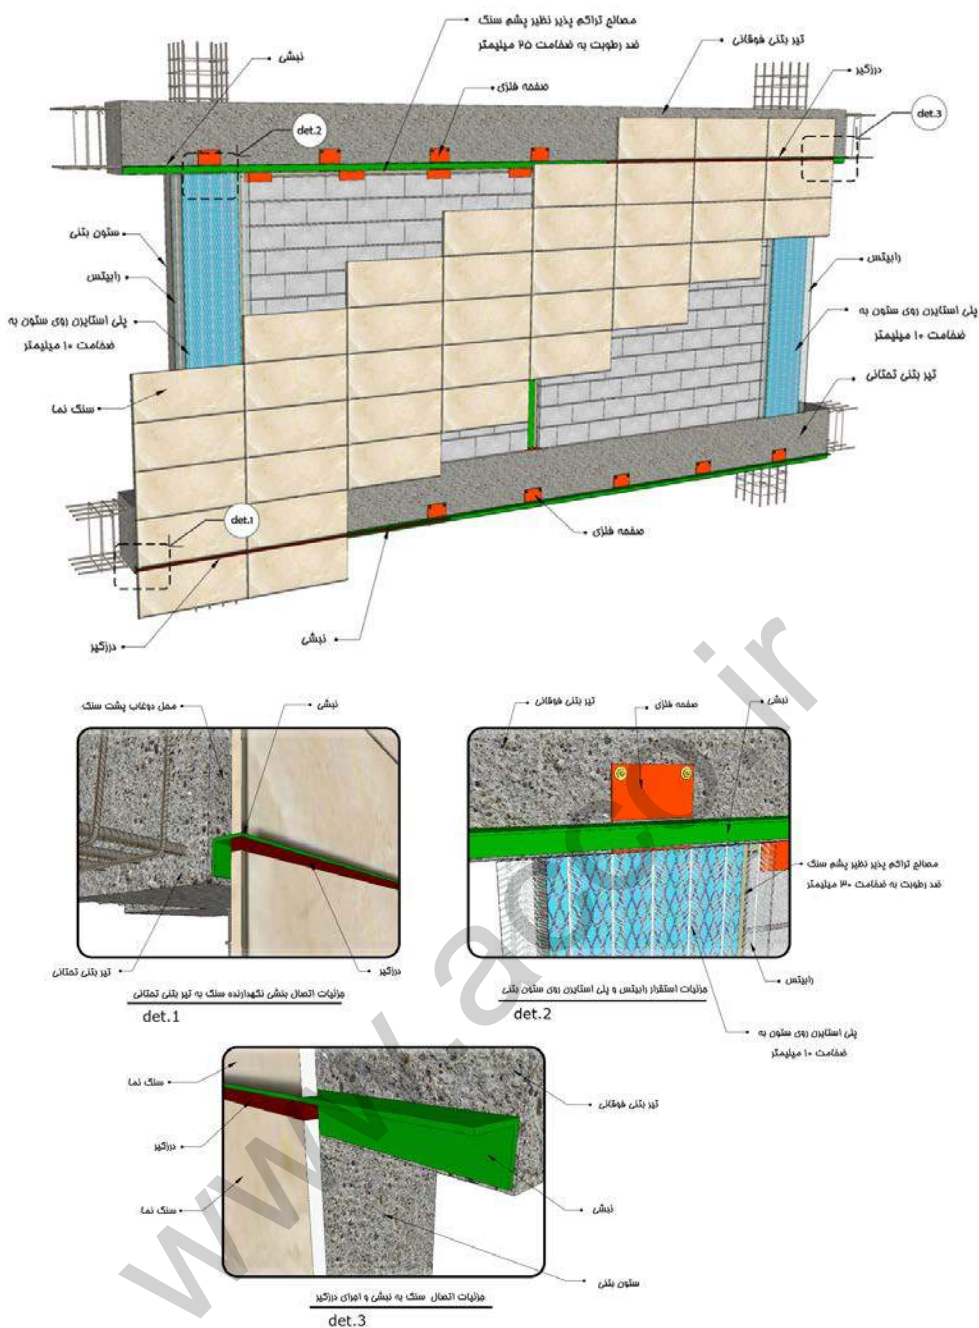 مصالح تراکم پذیر نظیر پشم سنگ
ضد رطوبت به ضخامت ۲۵ میلیمتر
تیر بتنی فوقانی
نبشی
درزگیر
صفحه فلزی
det.3
det.2
ستون بتنی
رابیتس
رابیتس
پلی استایرن روی ستون به
ضخامت ۱۰ میلیمتر
پلی استایرن روی ستون به
ضخامت ۱۰ میلیمتر
تیر بتنی تحتانی
سنگ نما
det.1
صفحه فلزی
نبشی
درزگیر
محل دوغاب پشت سنگ
نبشی
تیر بتنی فوقانی
صفحه فلزی
نبشی
مصالح تراکم پذیر نظیر پشم سنگ
ضد رطوبت به ضخامت ۳۰ میلیمتر
تیر بتنی تحتانی
درزگیر
رابیتس
جزئیات اتصال بنشی نگهدارنده سنگ به تیر بتنی تحتانی
det.1
جزئیات استقرار رابیتس و پلی استایرن روی ستون بتنی
det.2
پلی استایرن روی ستون به
ضخامت ۱۰ میلیمتر
سنگ نما
تیر بتنی فوقانی
درزگیر
سنگ نما
نبشی
ستون بتنی
جزئیات اتصال سنگ به نبشی و اجرای درزگیر
det.3
www.aco.ir